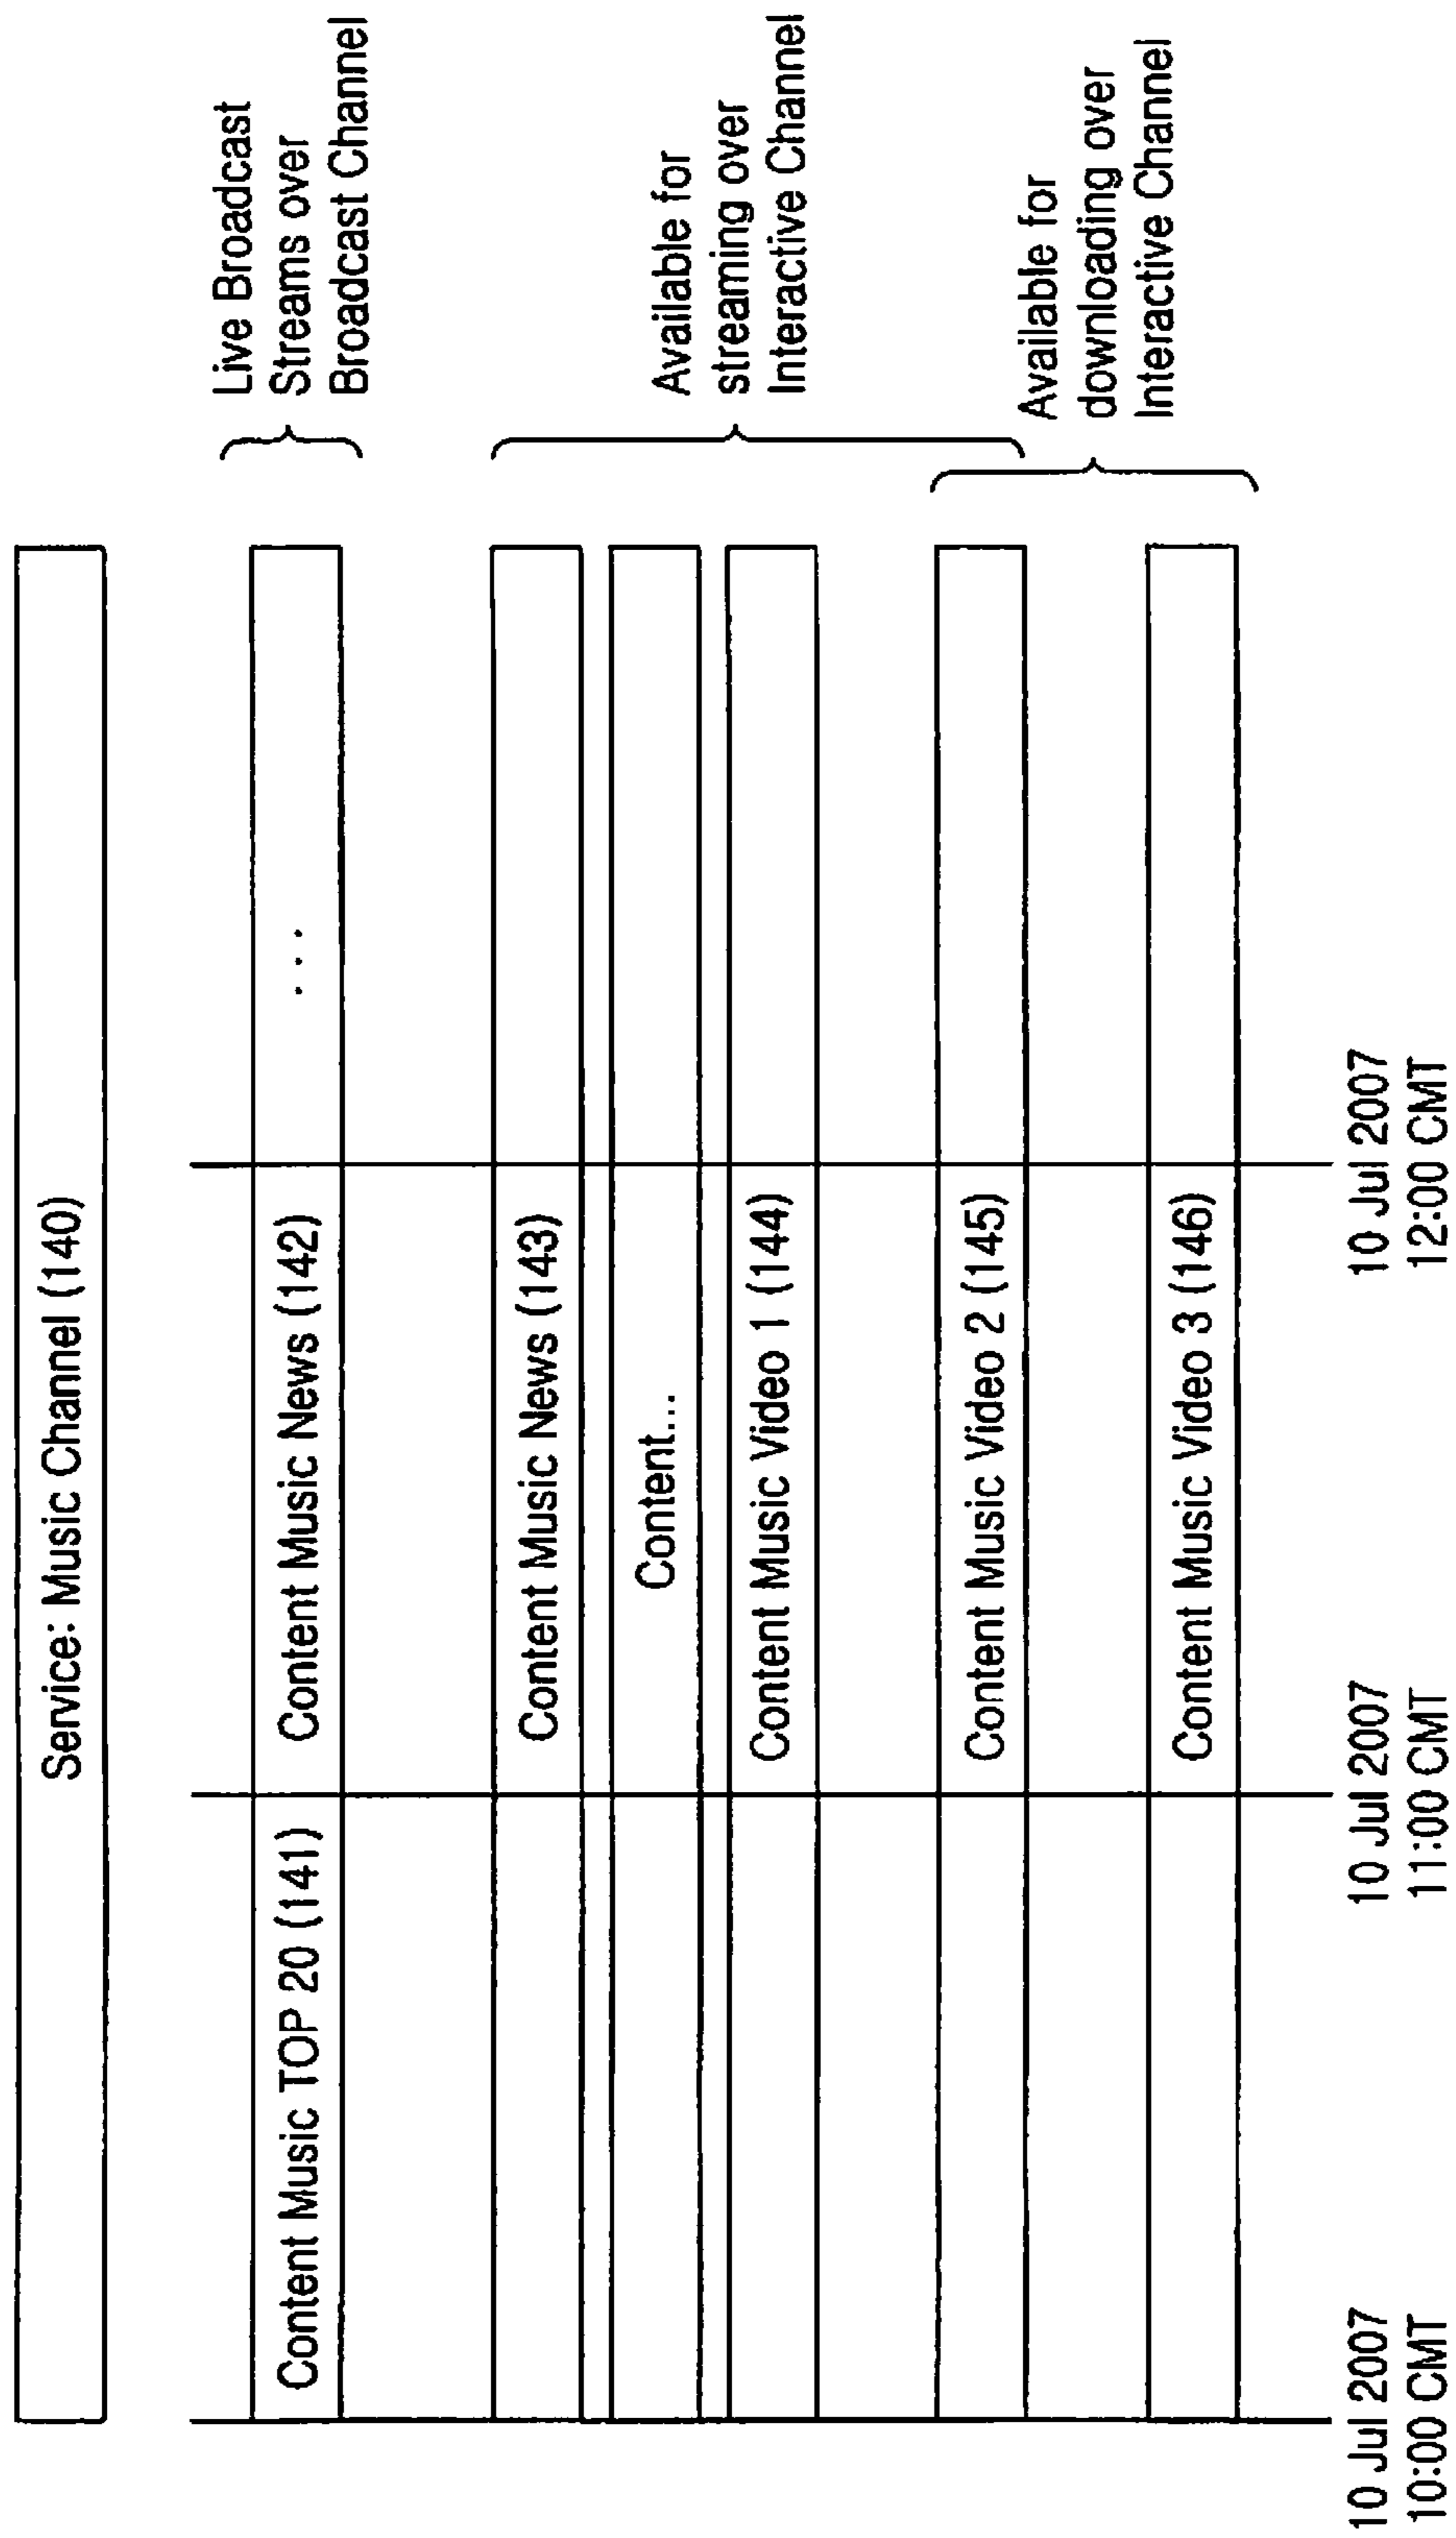 Service: Music Channel (140)
Content Music TOP 20 (141)
Content Music News (142)
. . .
Live Broadcast
Streams over
Broadcast Channel
Content Music News (143)
Content...
Content Music Video 1 (144)
Available for
streaming over
Interactive Channel
Content Music Video 2 (145)
Content Music Video 3 (146)
Available for
downloading over
Interactive Channel
10 Jul 2007
10:00 CMT
10 Jul 2007
11:00 CMT
10 Jul 2007
12:00 CMT